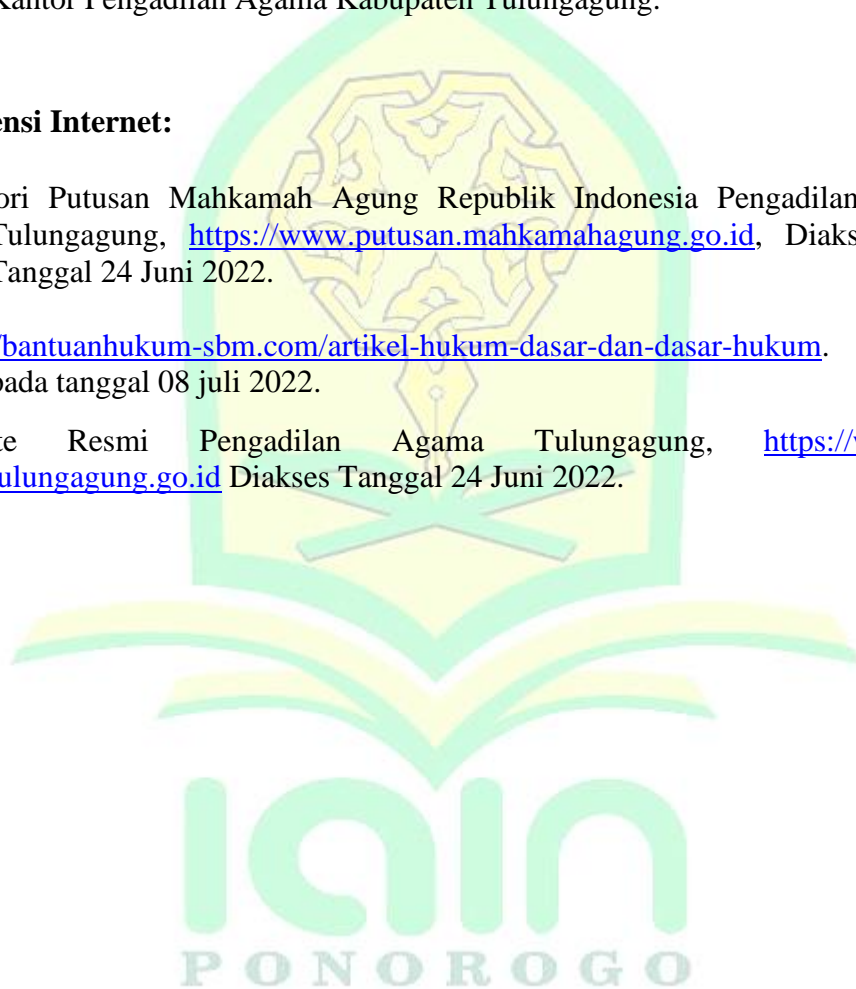 Kantor Pengadilan Agama Kabupaten Tulungagung.
ensi Internet:
ori Putusan Mahkamah Agung Republik Indonesia Pengadilan
Tulungagung, https://www.putusan.mahkamahagung.go.id, Diaks
Tanggal 24 Juni 2022.
/bantuanhukum-sbm.com/artikel-hukum-dasar-dan-dasar-hukum.
pada tanggal 08 juli 2022.
te Resmi Pengadilan Agama Tulungagung, https://
ulungagung.go.id Diakses Tanggal 24 Juni 2022.
iain
PONOROGO